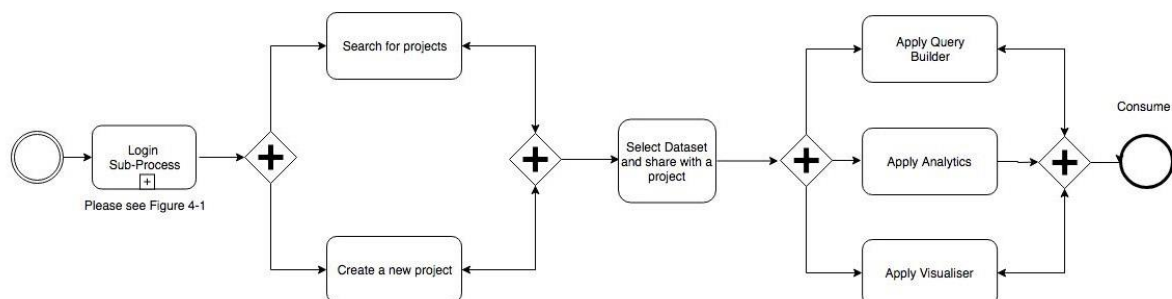 Search for projects
Apply Query
Builder
Consume
Login
Sub-Process
Select Dataset
and share with a
project
Apply Analytics
Please see Figure 4-1
Create a new project
Apply Visualiser